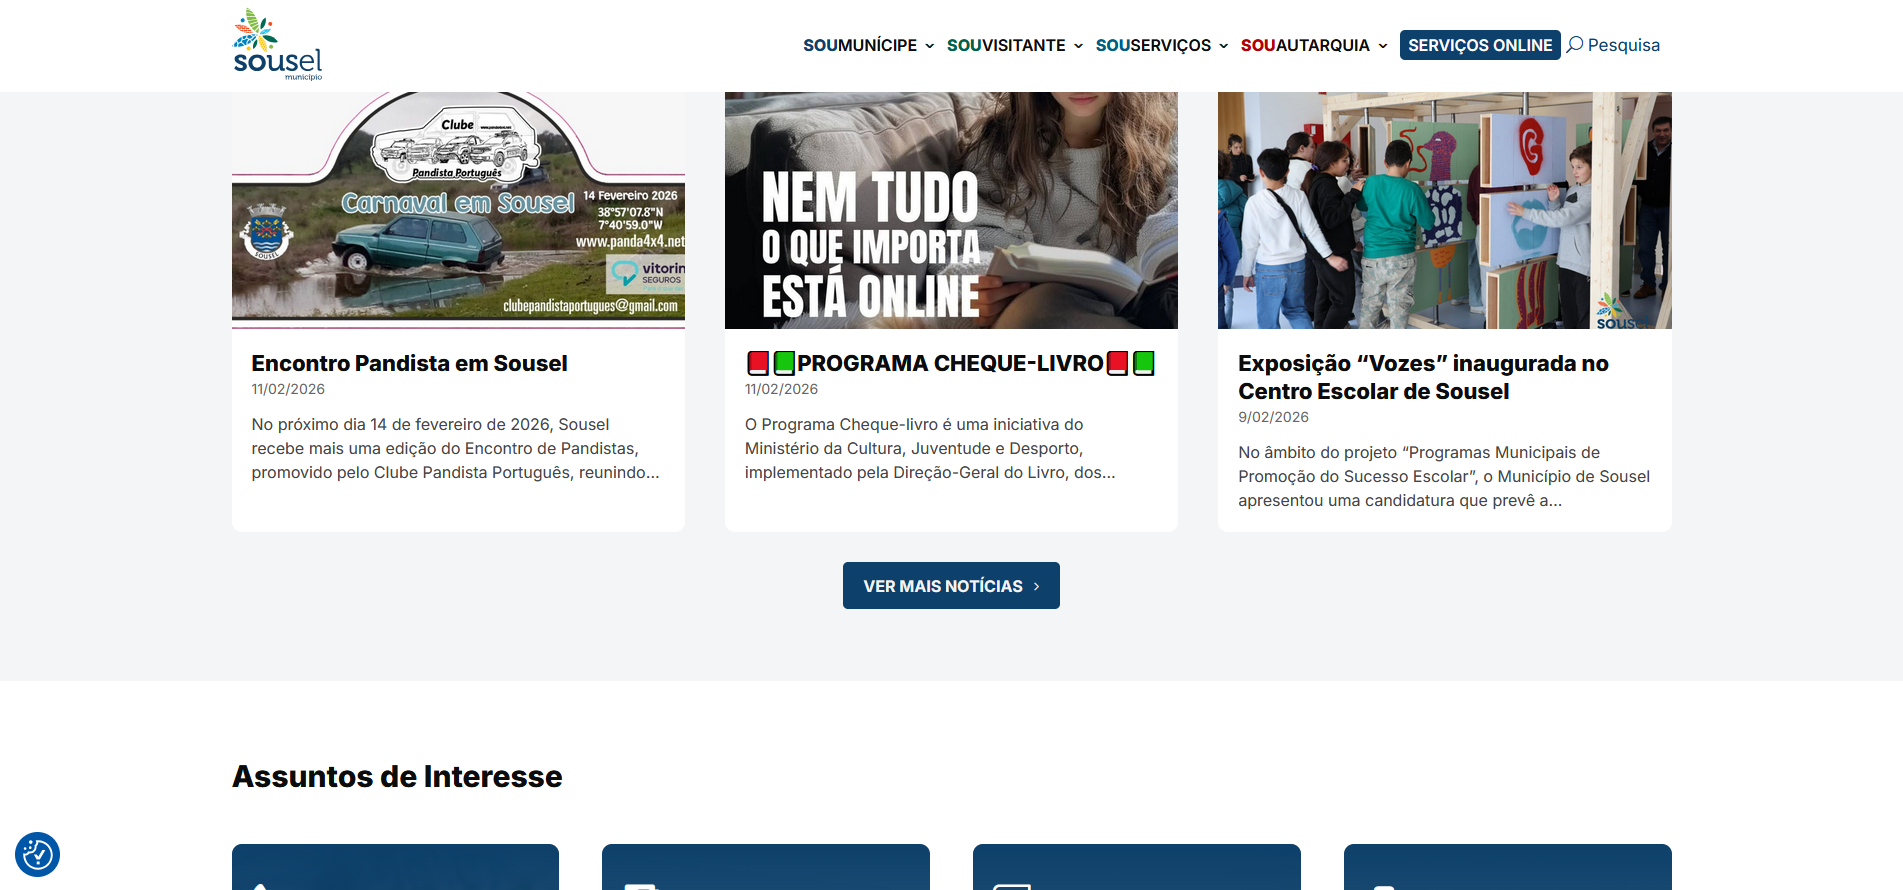 sousel
município
SOUMUNÍCIPE
SOUVISITANTE
SOUSERVIÇOS
SOUAUTARQUIA
SERVIÇOS ONLINE
Pesquisa
Clube
www.panda4x4.net
Pandista Português
Carnaval em Sousel
14 Fevereiro 2026
38°57'07.8"N
7°40'59.0"W
www.panda4x4.net
SOUSEL
vitorin
SEGUROS
clubepandistaportugues@gmail.com
NEM TUDO
O QUE IMPORTA
ESTÁ ONLINE
sousel
Encontro Pandista em Sousel
11/02/2026
No próximo dia 14 de fevereiro de 2026, Sousel
recebe mais uma edição do Encontro de Pandistas,
promovido pelo Clube Pandista Português, reunindo...
📕📗PROGRAMA CHEQUE-LIVRO📕📗
11/02/2026
O Programa Cheque-livro é uma iniciativa do
Ministério da Cultura, Juventude e Desporto,
implementado pela Direção-Geral do Livro, dos...
Exposição “Vozes” inaugurada no
Centro Escolar de Sousel
9/02/2026
No âmbito do projeto “Programas Municipais de
Promoção do Sucesso Escolar”, o Município de Sousel
apresentou uma candidatura que prevê a...
VER MAIS NOTÍCIAS
Assuntos de Interesse